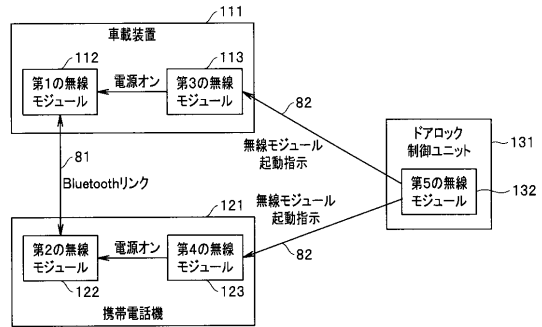 111
車載装置
112
113
第1の無線
モジュール
電源オン
第3の無線
モジュール
82
ドアロック
制御ユニット
131
第5の無線
モジュール
132
81
Bluetoothリンク
無線モジュール
起動指示
無線モジュール
起動指示
82
121
第2の無線
モジュール
電源オン
第4の無線
モジュール
122
123
携帯電話機